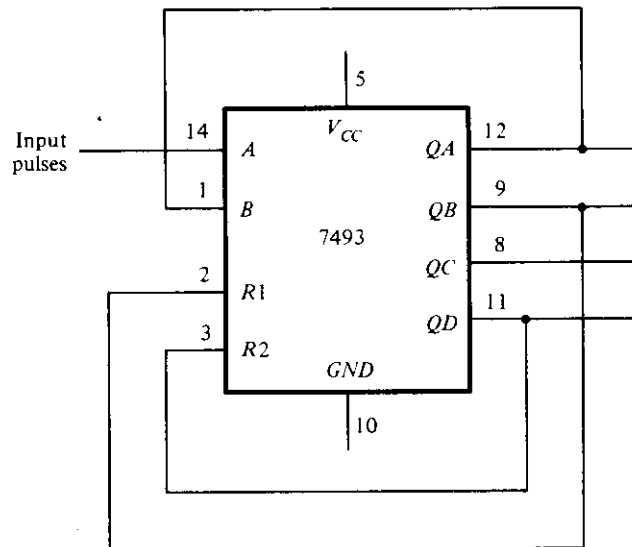 5
Input
pulses
14
A
V_CC
QA
12
1
B
QB
9
7493
QC
8
2
R1
QD
11
3
R2
GND
10